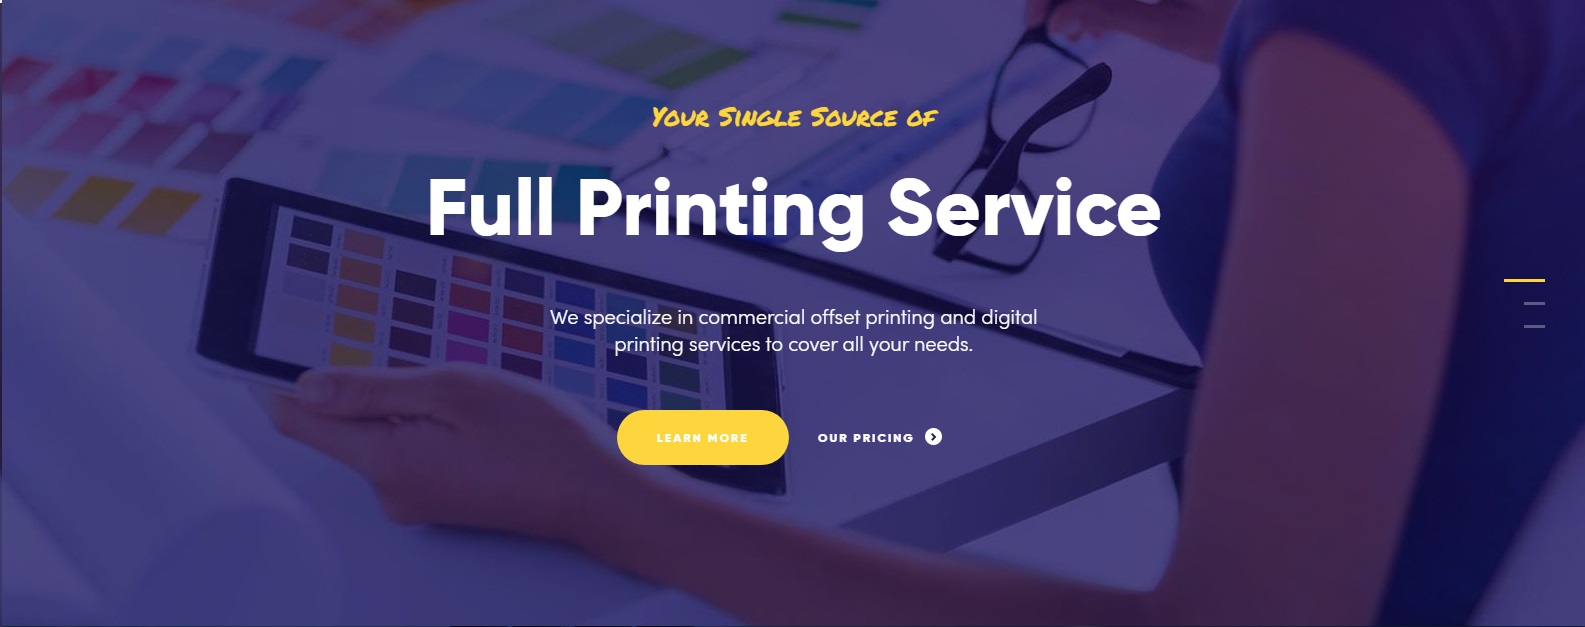 Your Single Source of
Full Printing Service
We specialize in commercial offset printing and digital
printing services to cover all your needs.
LEARN MORE
OUR PRICING